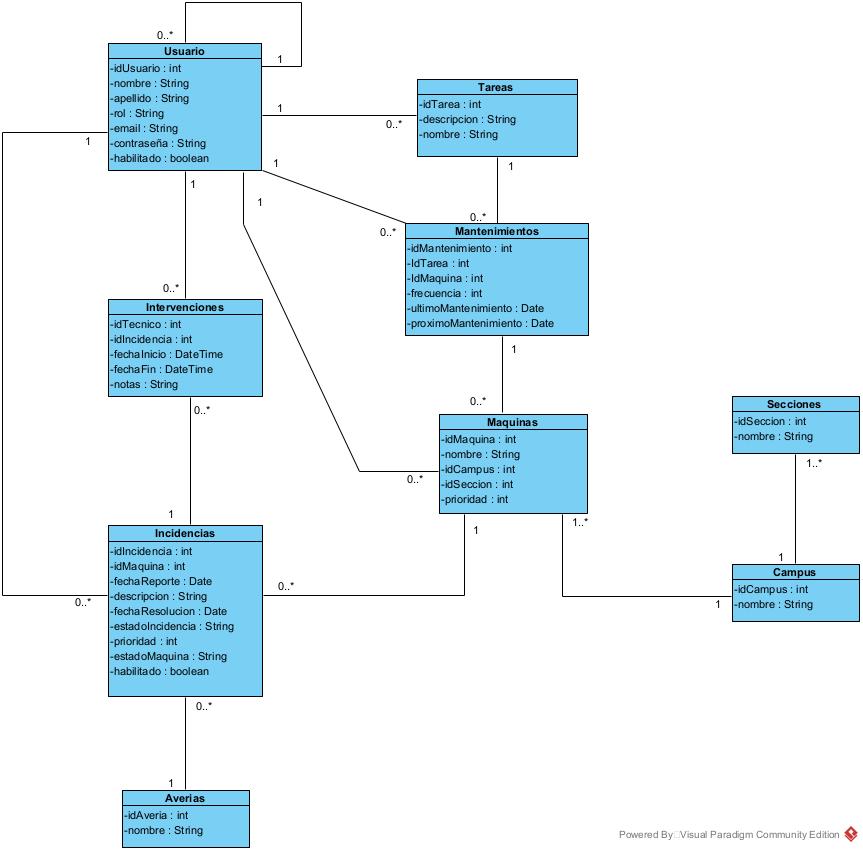 0..*
Usuario
1
-idUsuario : int
-nombre : String
-apellido : String
-rol : String
-email : String
-contraseña : String
-habilitado : boolean
1
0..*
Tareas
-idTarea : int
-descripcion : String
-nombre : String
1
1
1
1
1
0..*
0..*
Mantenimientos
-idMantenimiento : int
-IdTarea : int
-IdMaquina : int
-frecuencia : int
-ultimoMantenimiento : Date
-proximoMantenimiento : Date
0..*
Intervenciones
-idTecnico : int
-idIncidencia : int
-fechaInicio : DateTime
-fechaFin : DateTime
-notas : String
1
0..*
0..*
Maquinas
-idMaquina : int
-nombre : String
-idCampus : int
-idSeccion : int
-prioridad : int
0..*
1
1..*
Secciones
-idSeccion : int
-nombre : String
1..*
1
Campus
-idCampus : int
-nombre : String
1
1
Incidencias
-idIncidencia : int
-idMaquina : int
-fechaReporte : Date
-descripcion : String
-fechaResolucion : Date
-estadoIncidencia : String
-prioridad : int
-estadoMaquina : String
-habilitado : boolean
0..*
0..*
0..*
1
Averias
-idAveria : int
-nombre : String
Powered By Visual Paradigm Community Edition